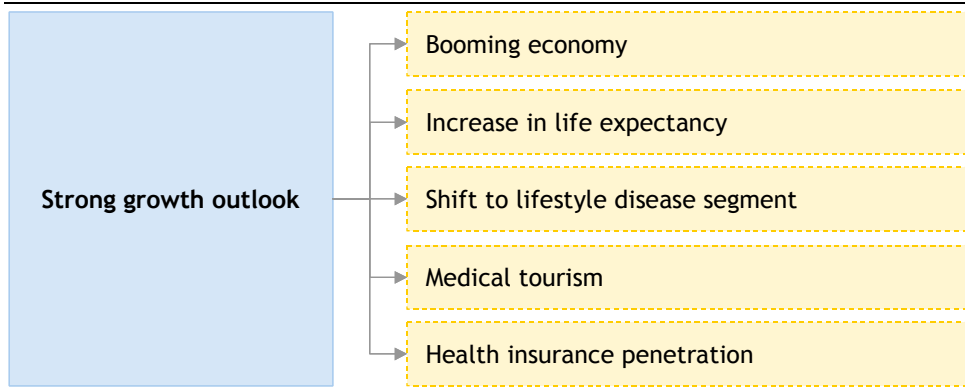 Strong growth outlook
Booming economy
Increase in life expectancy
Shift to lifestyle disease segment
Medical tourism
Health insurance penetration